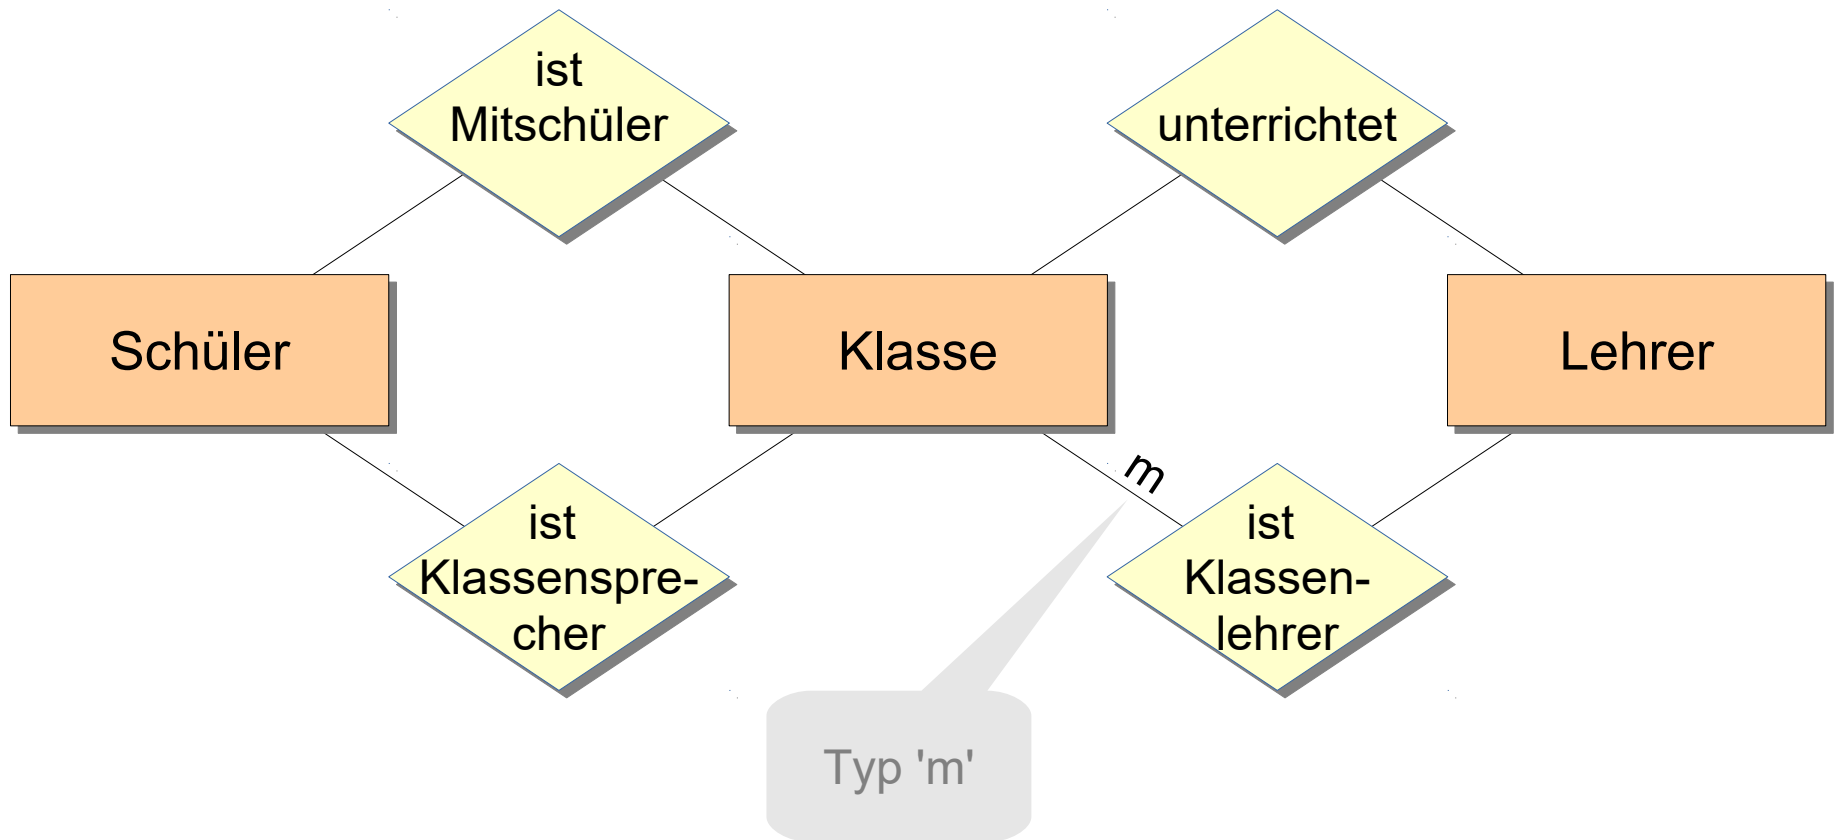 ist
Mitschüler
unterrichtet
Schüler
Klasse
Lehrer
m
ist
Klassenspre-
cher
ist
Klassen-
lehrer
Typ 'm'